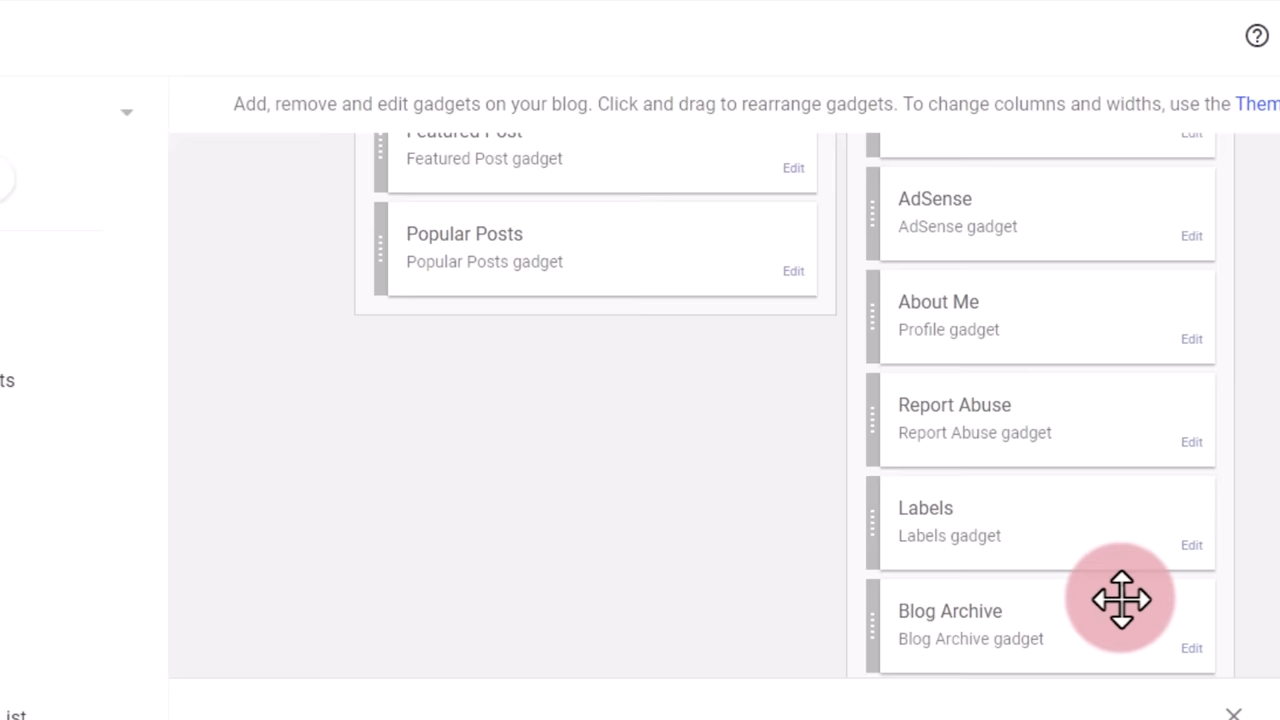 Add, remove and edit gadgets on your blog. Click and drag to rearrange gadgets. To change columns and widths, use the Them
Featured Post
Featured Post gadget
Edit
Popular Posts
Popular Posts gadget
Edit
Edit
AdSense
AdSense gadget
Edit
About Me
Profile gadget
Edit
Report Abuse
Report Abuse gadget
Edit
Labels
Labels gadget
Edit
Blog Archive
Blog Archive gadget
Edit
ts
ist